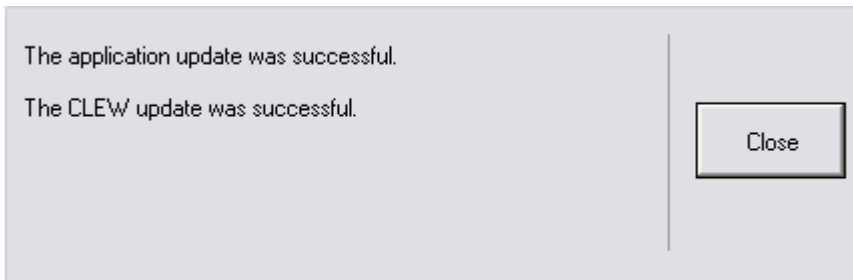 The application update was successful.
The CLEW update was successful.
Close